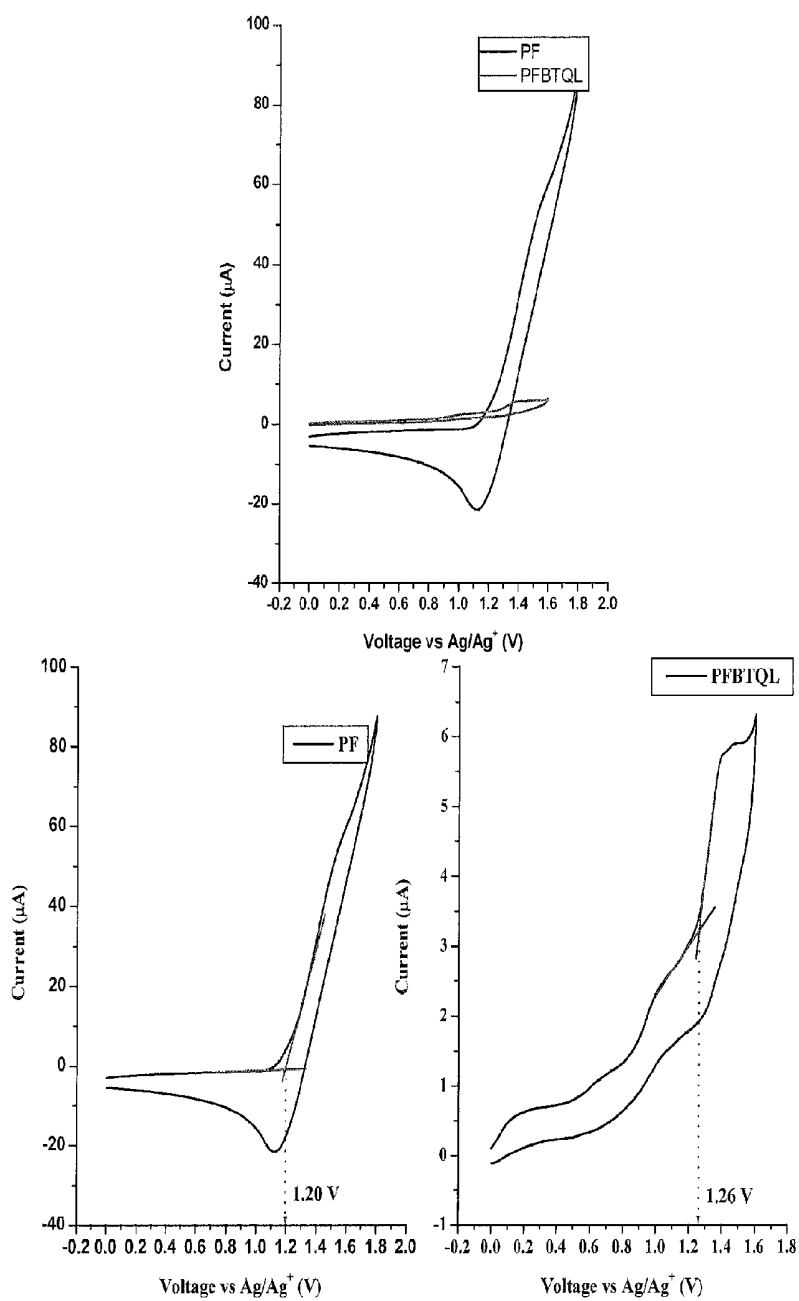 100
80
60
40
20
0
-20
-40
Current (µA)
PF
PFBTQL
-0.2 0.0 0.2 0.4 0.6 0.8 1.0 1.2 1.4 1.6 1.8 2.0
Voltage vs Ag/Ag⁺ (V)
100
80
60
40
20
0
-20
-40
Current (µA)
PF
1.20 V
-0.2 0.0 0.2 0.4 0.6 0.8 1.0 1.2 1.4 1.6 1.8 2.0
Voltage vs Ag/Ag⁺ (V)
7
6
5
4
3
2
1
0
-1
Current (µA)
PFBTQL
1.26 V
-0.2 0.0 0.2 0.4 0.6 0.8 1.0 1.2 1.4 1.6 1.8
Voltage vs Ag/Ag⁺ (V)